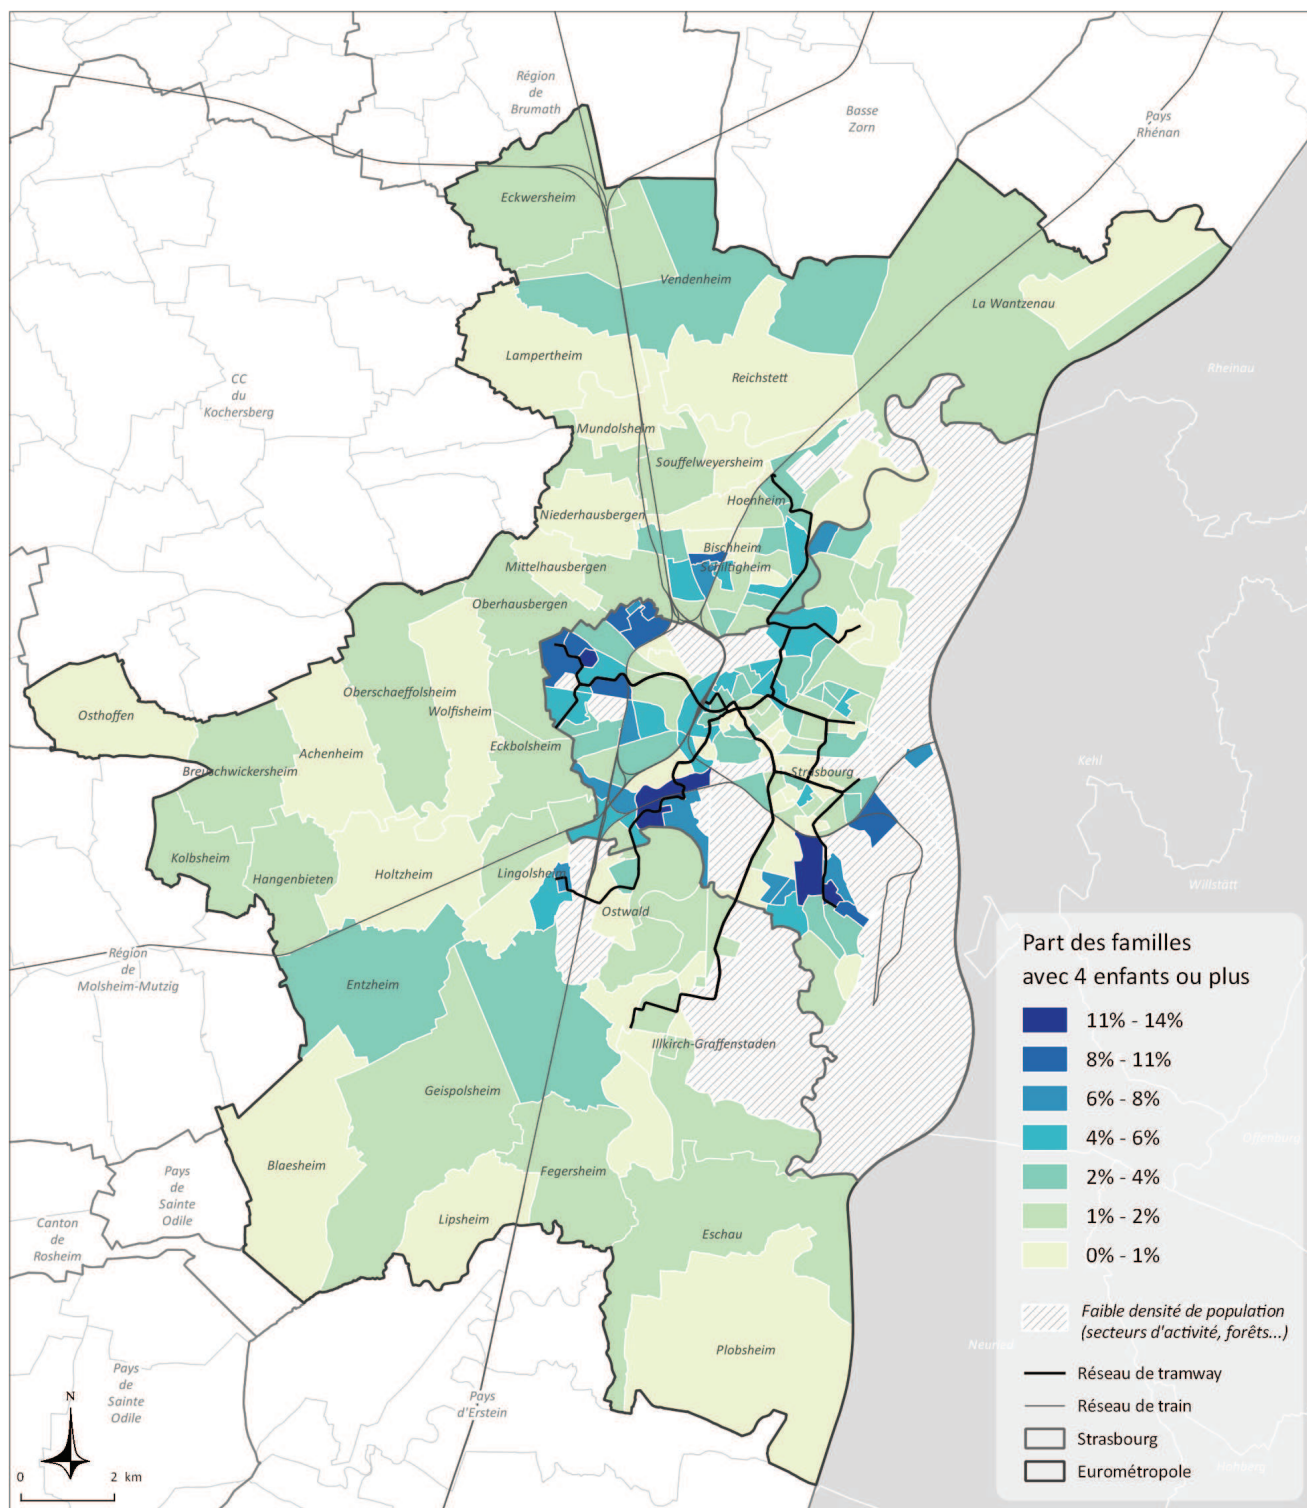 Région
de
Brumath
Basse
Zorn
Pays
Rhénan
Eckwersheim
Vendenheim
La Wantzenau
Lampertheim
Reichstett
Rheinau
CC
du
Kochersberg
Mundolsheim
Souffelweyersheim
Hoenheim
Niederhausbergen
Bischheim
Schiltigheim
Mittelhausbergen
Oberhausbergen
Oberschaeffolsheim
Wolfisheim
Osthoffen
Achenheim
Eckbolsheim
Breuschwickersheim
Strasbourg
Kehl
Kolbsheim
Hangenbieten
Holtzheim
Lingolsheim
Willstätt
Ostwald
Région
de
Molsheim-Mutzig
Entzheim
Illkirch-Graffenstaden
Geispolsheim
Blaesheim
Fegersheim
Pays
de
Sainte
Odile
Canton
de
Rosheim
Lipsheim
Eschau
Plobsheim
Pays
de
Sainte
Odile
Pays
d'Erstein
N
0 2 km
Part des familles
avec 4 enfants ou plus
11% - 14%
8% - 11%
6% - 8%
4% - 6%
2% - 4%
1% - 2%
0% - 1%
Offenburg
Faible densité de population
(secteurs d'activité, forêts...)
Neuried
Réseau de tramway
Réseau de train
Strasbourg
Eurométropole
Hohberg